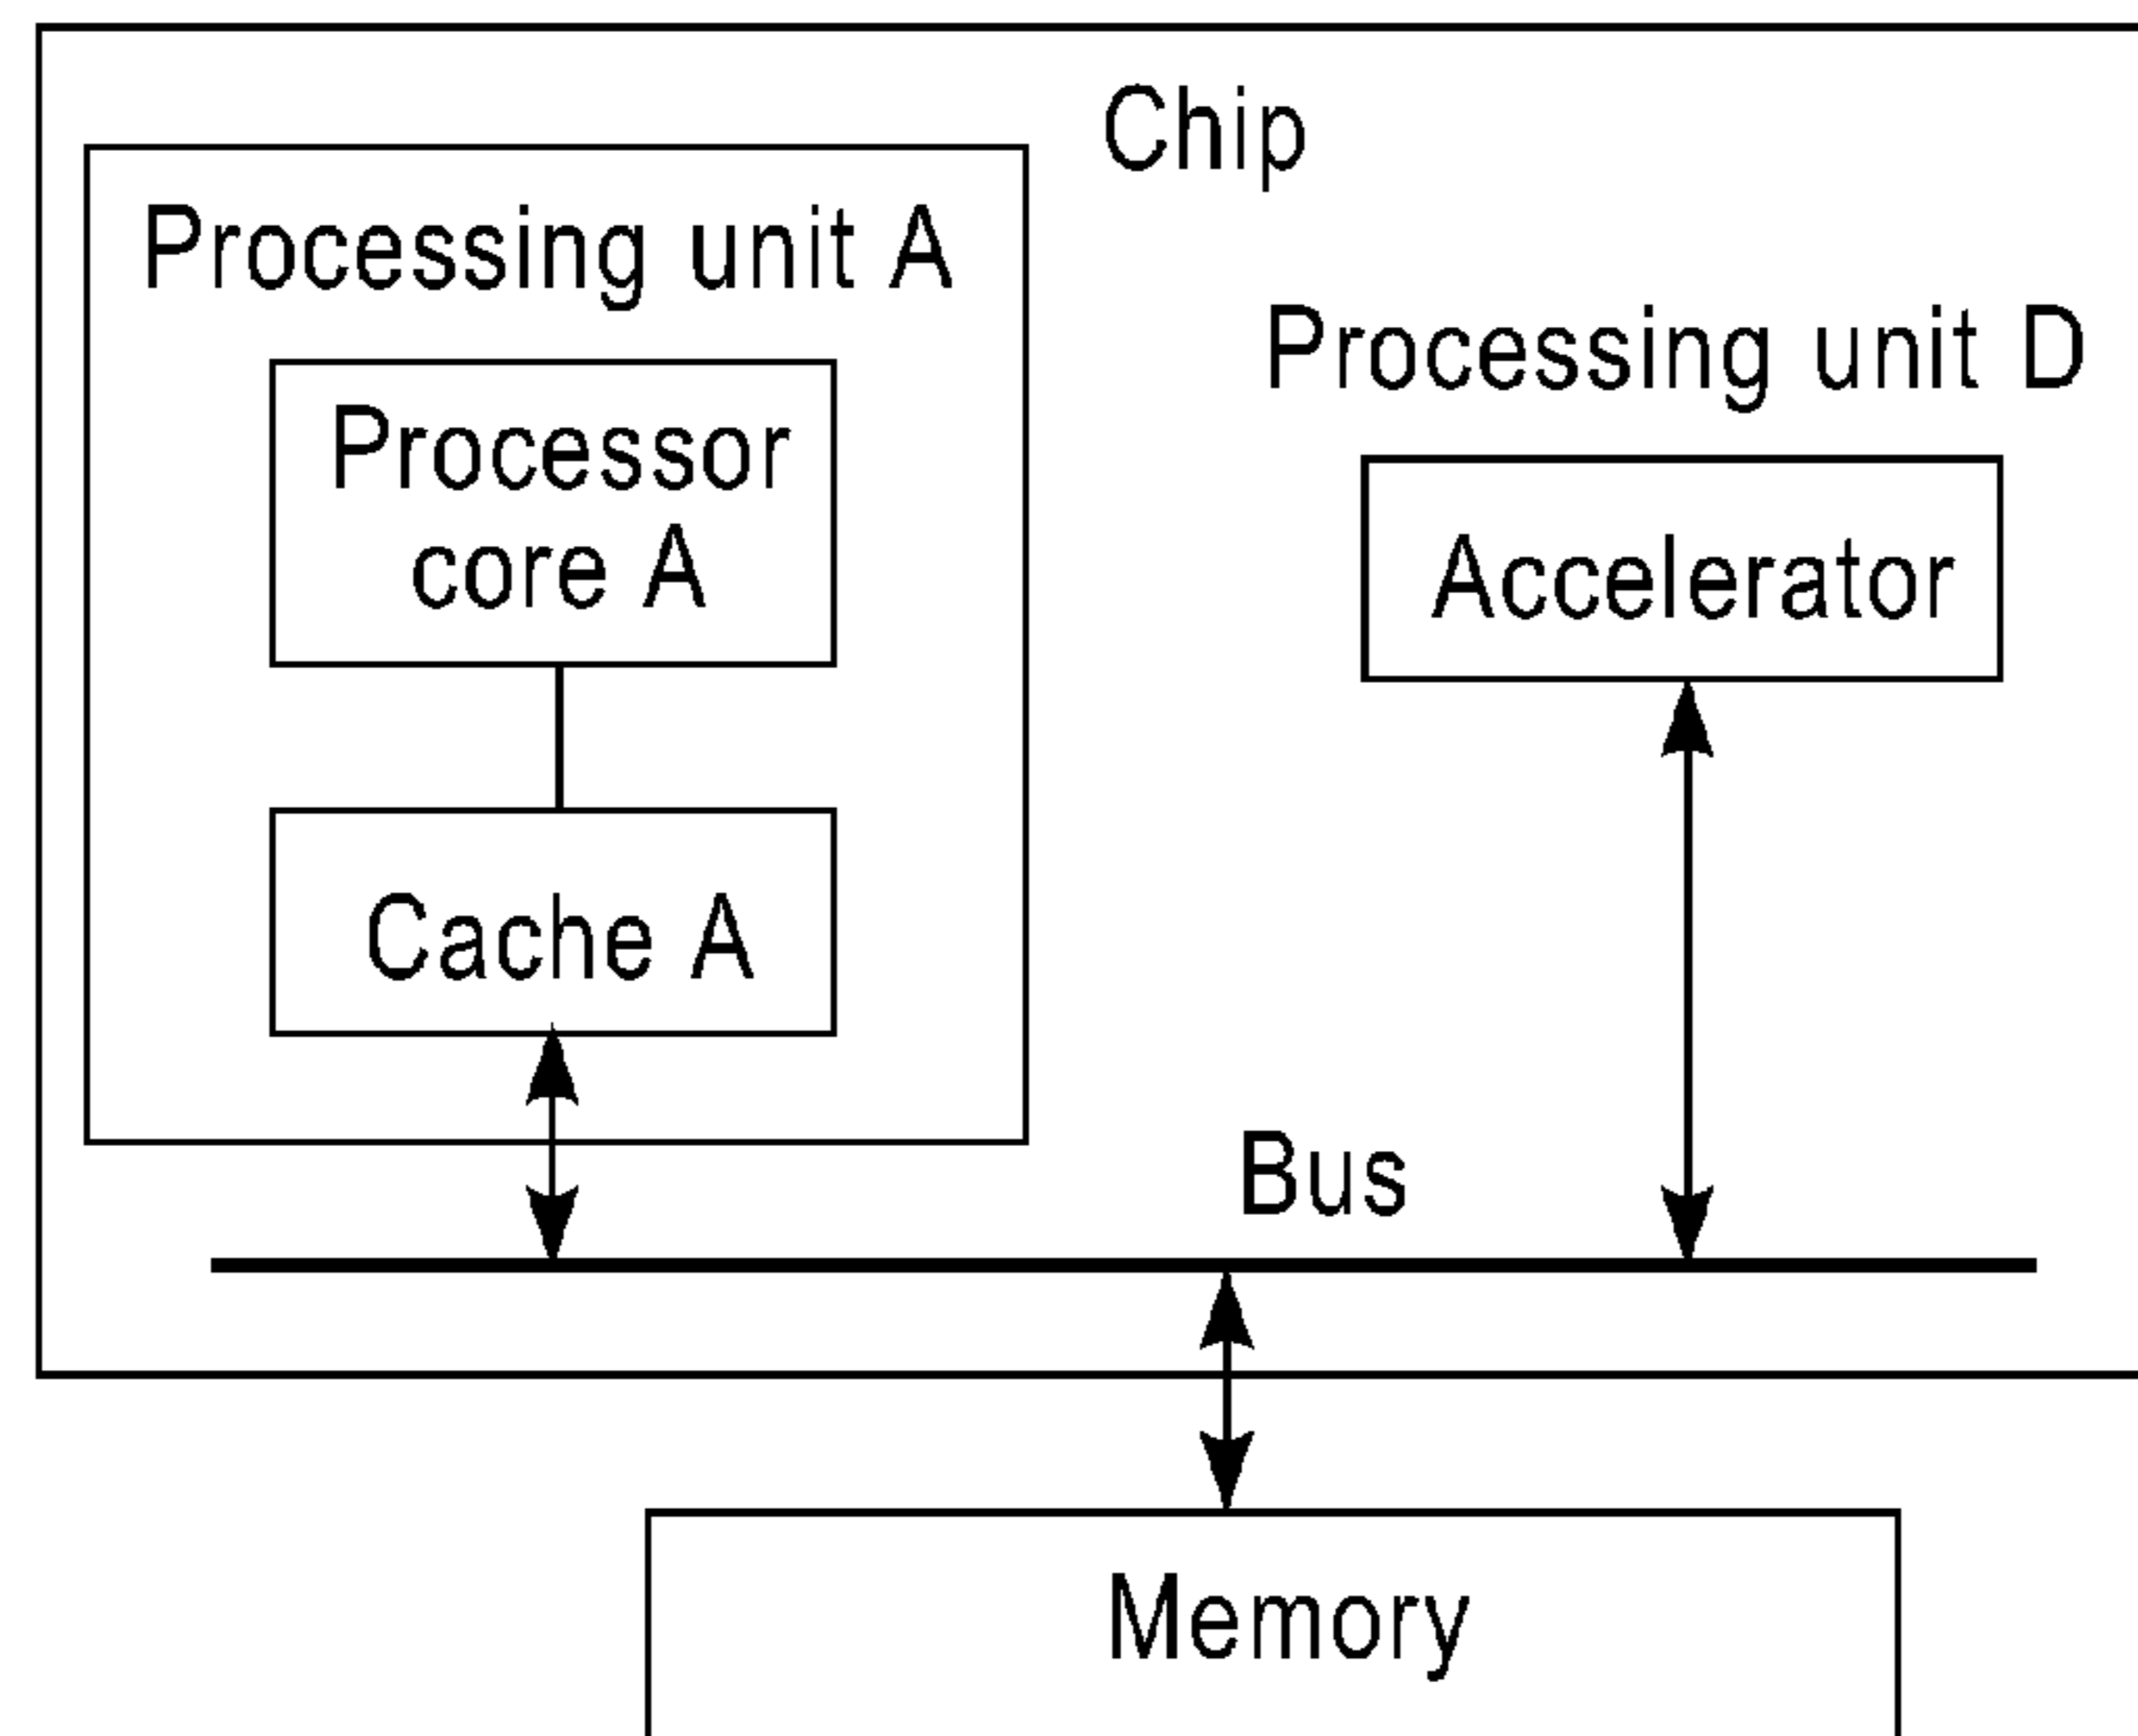 Chip
Processing unit A
Processing unit D
Processor
core A
Accelerator
Cache A
Bus
Memory